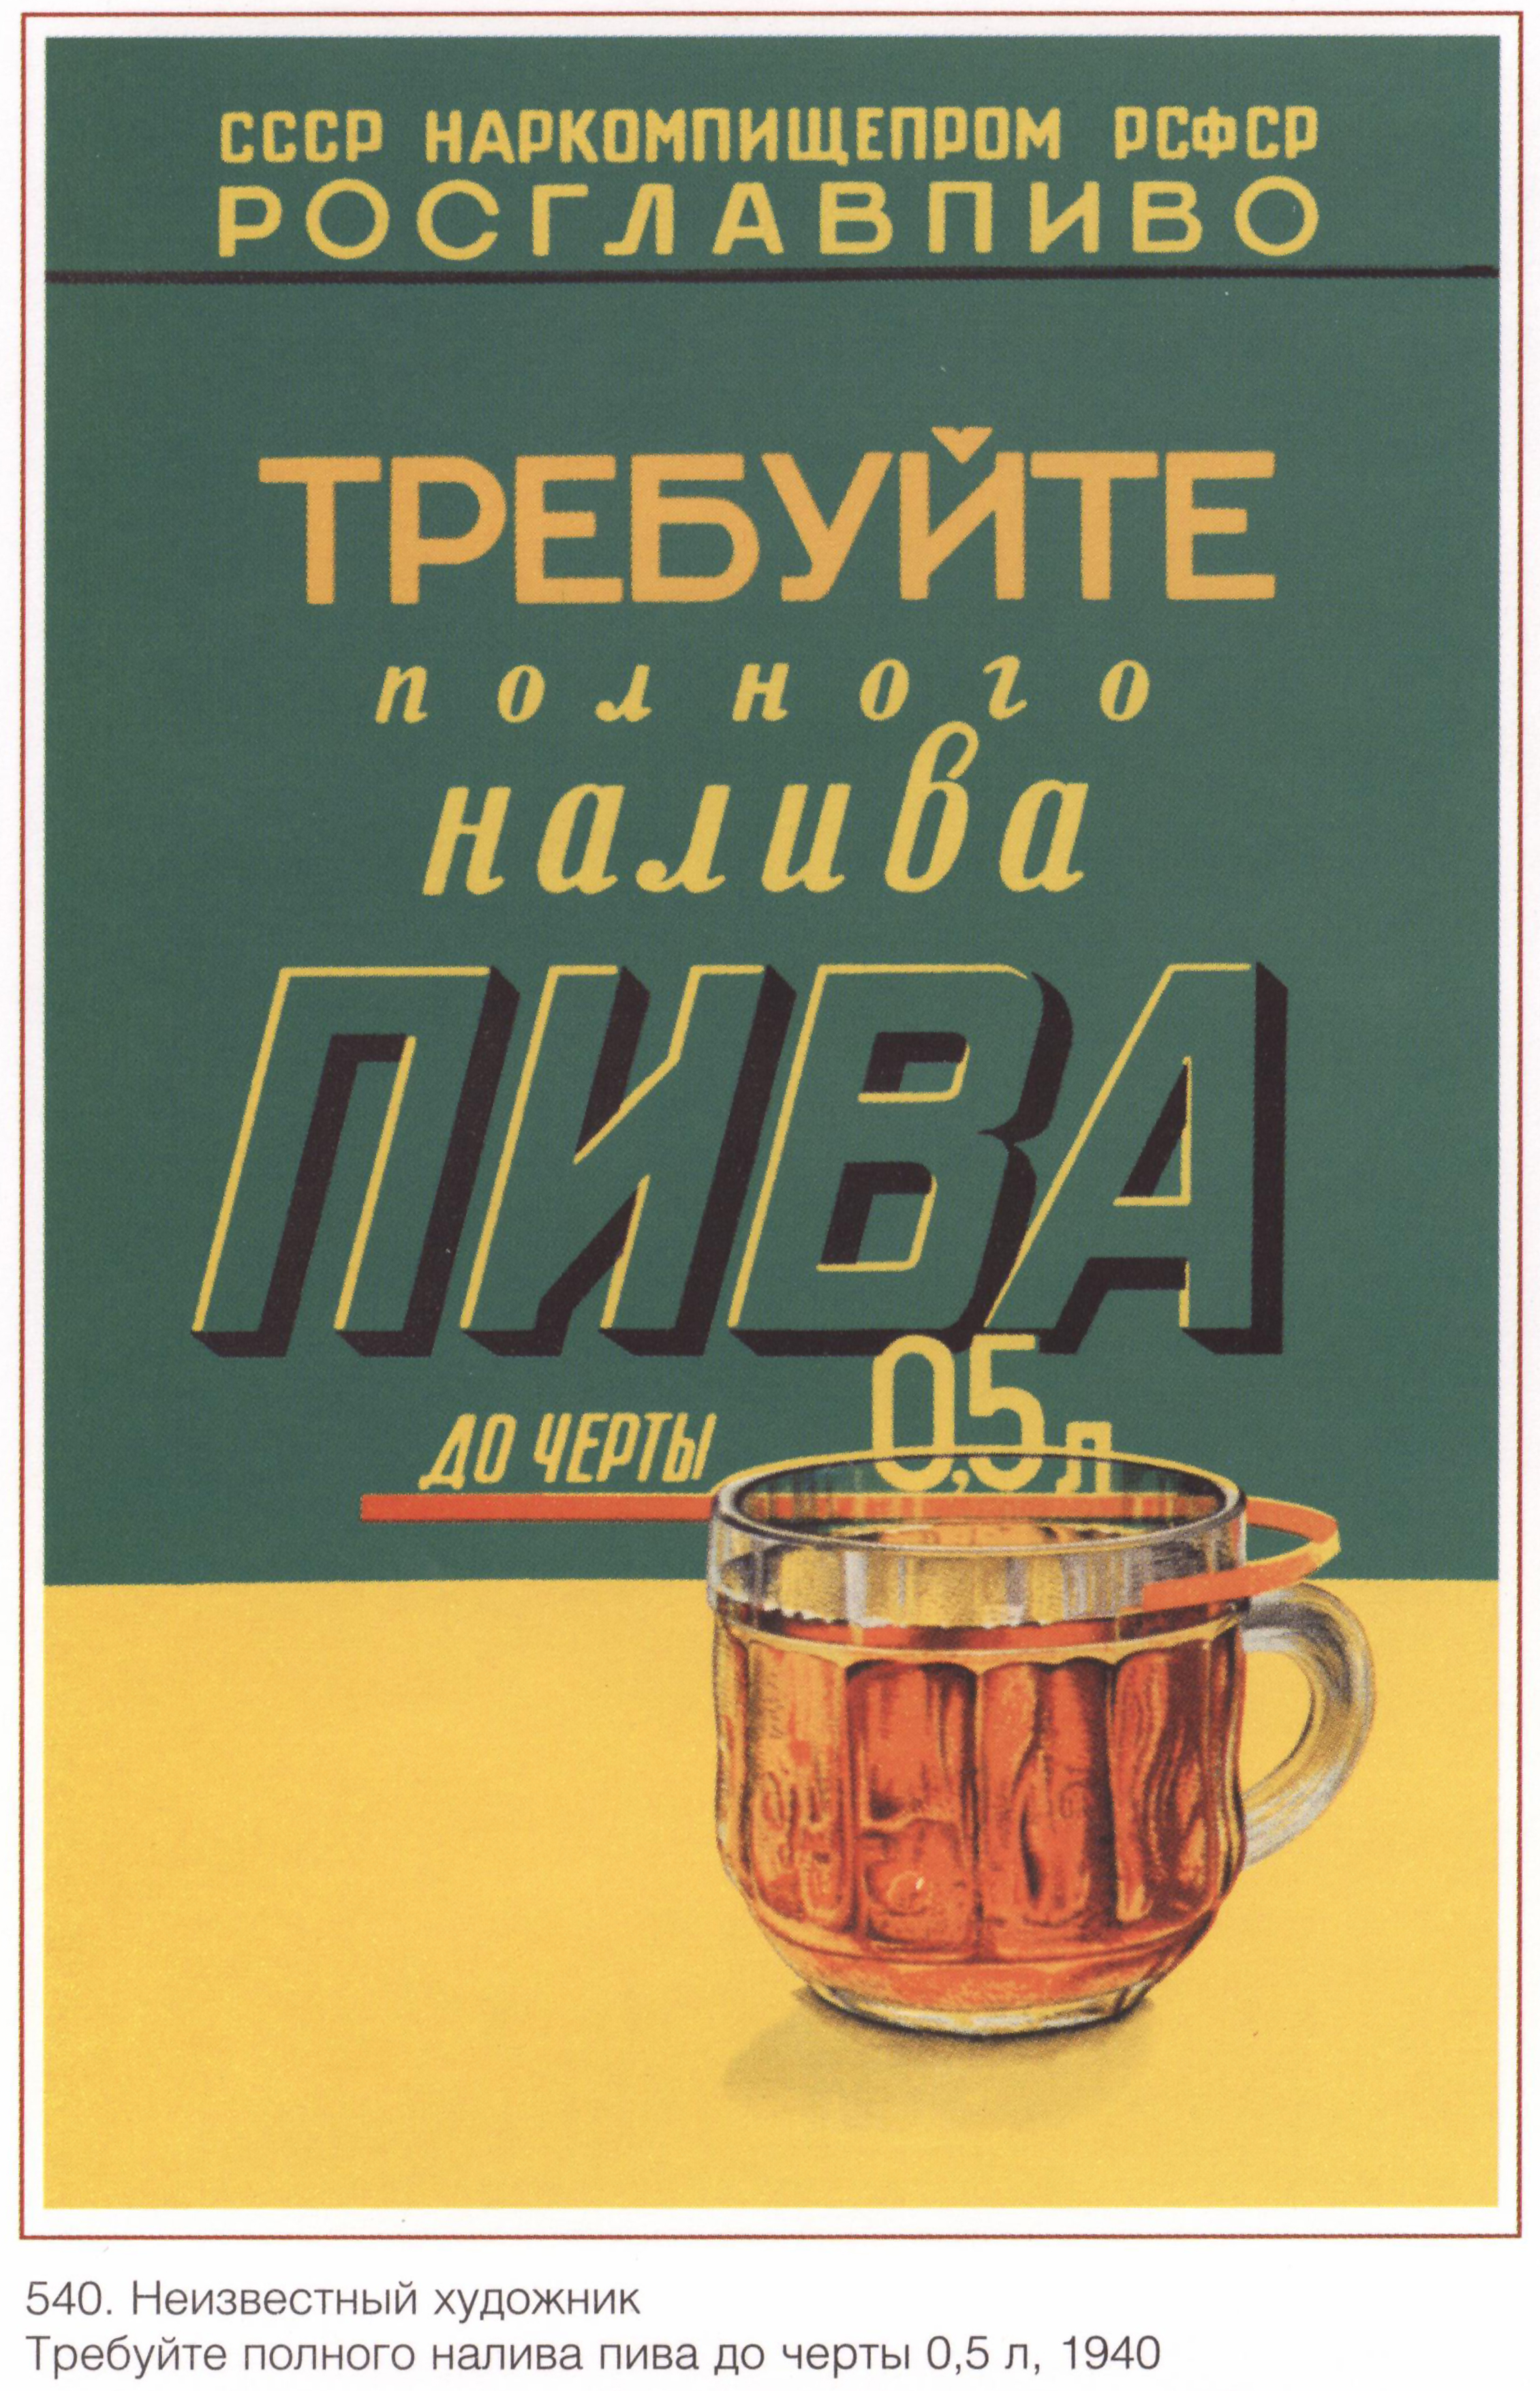 СССР НАРКОМПИЩЕПРОМ РСФСР
РОСГЛАВПИВО
ТРЕБУЙТЕ
полного
налива
ПИВА
ДО ЧЕРТЫ 0,5 л
540. Неизвестный художник
Требуйте полного налива пива до черты 0,5 л, 1940